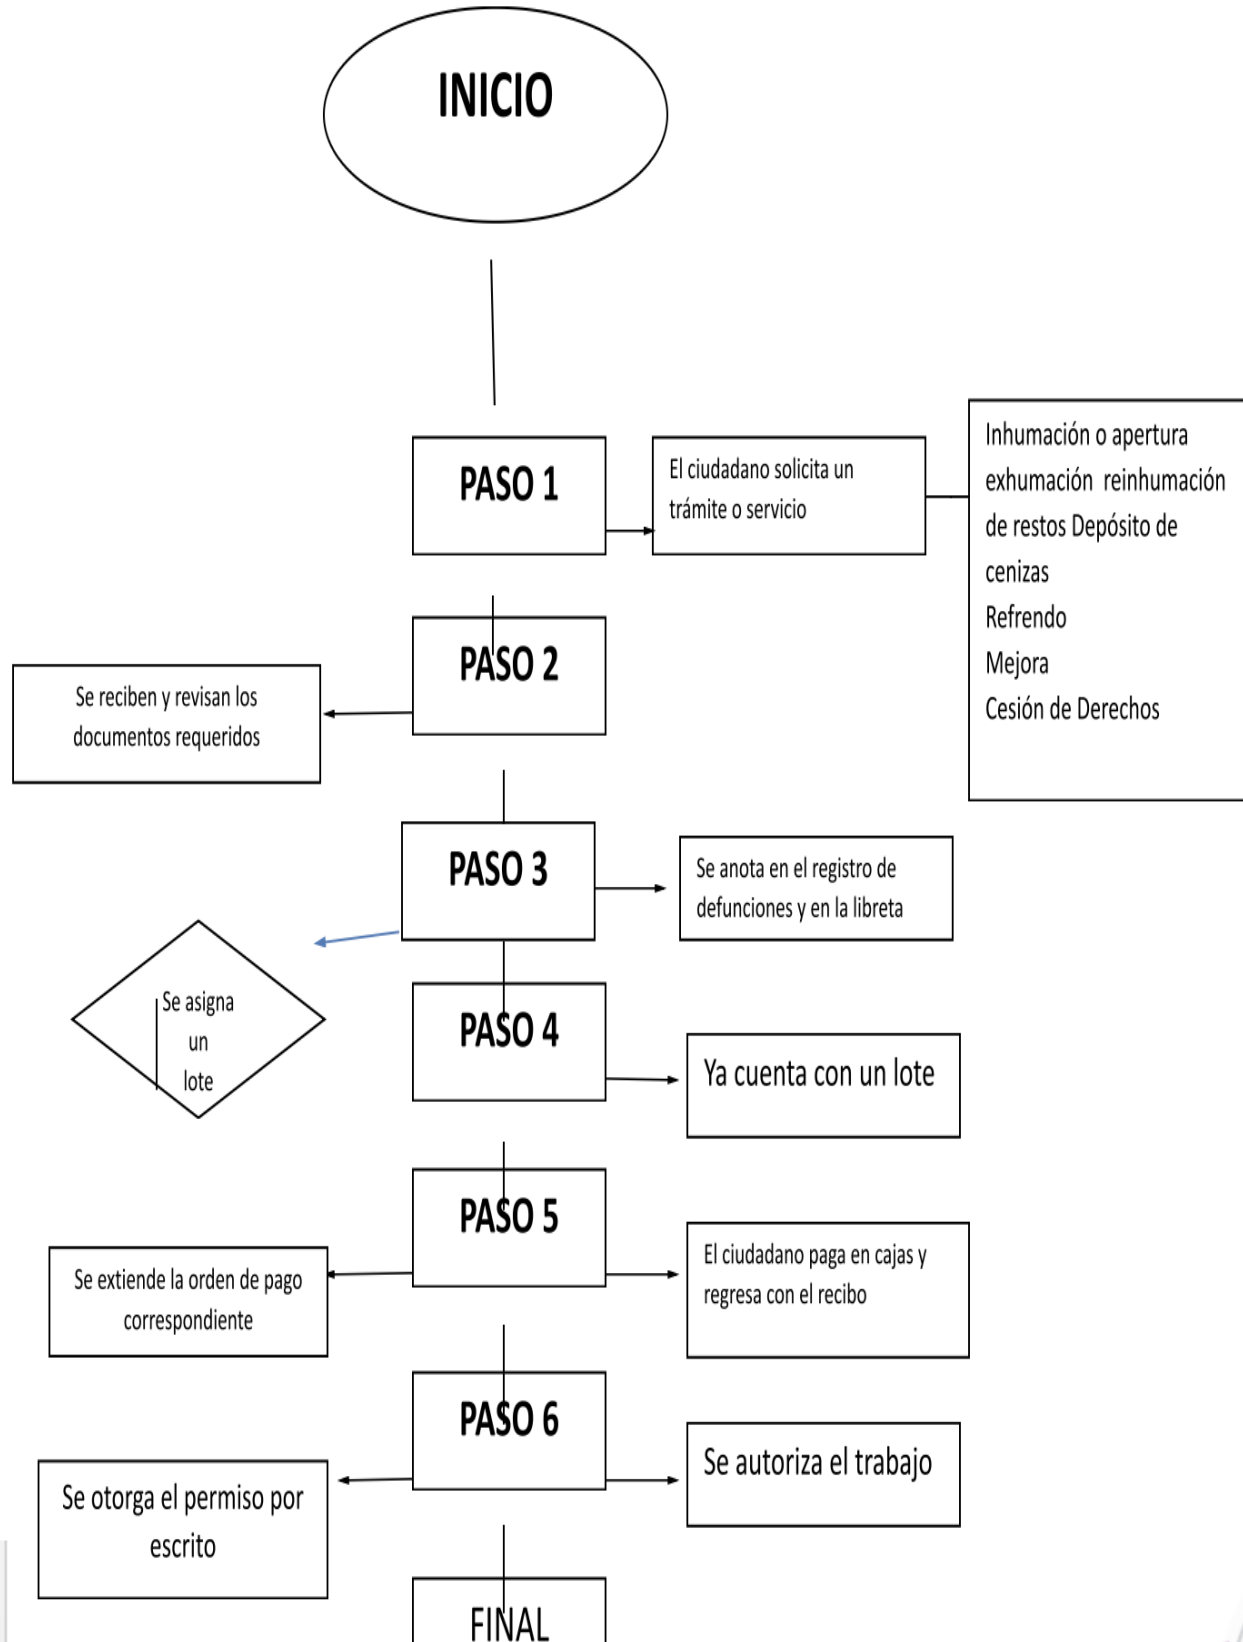 INICIO
PASO 1
El ciudadano solicita un
trámite o servicio
Inhumación o apertura
exhumación reinhumación
de restos Depósito de
cenizas
Refrendo
Mejora
Cesión de Derechos
PASO 2
Se reciben y revisan los
documentos requeridos
PASO 3
Se anota en el registro de
defunciones y en la libreta
Se asigna
un
lote
PASO 4
Ya cuenta con un lote
PASO 5
Se extiende la orden de pago
correspondiente
El ciudadano paga en cajas y
regresa con el recibo
PASO 6
Se autoriza el trabajo
Se otorga el permiso por
escrito
FINAL